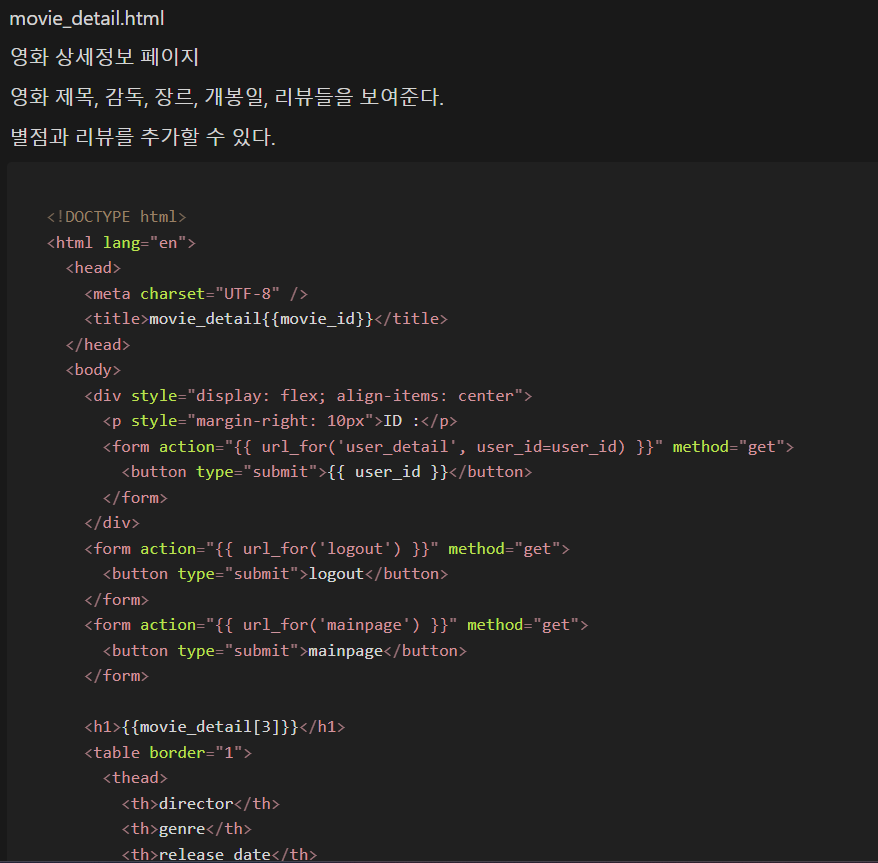 movie_detail.html
영화 상세정보 페이지
영화 제목, 감독, 장르, 개봉일, 리뷰들을 보여준다.
별점과 리뷰를 추가할 수 있다.
<!DOCTYPE html>
<html lang="en">
<head>
<meta charset="UTF-8" />
<title>movie_detail{{movie_id}}</title>
</head>
<body>
<div style="display: flex; align-items: center">
<p style="margin-right: 10px">ID :</p>
<form action="{{ url_for('user_detail', user_id=user_id) }}" method="get">
<button type="submit">{{ user_id }}</button>
</form>
</div>
<form action="{{ url_for('logout') }}" method="get">
<button type="submit">logout</button>
</form>
<form action="{{ url_for('mainpage') }}" method="get">
<button type="submit">mainpage</button>
</form>
<h1>{{movie_detail[3]}}</h1>
<table border="1">
<thead>
<th>director</th>
<th>genre</th>
<th>release date</th>